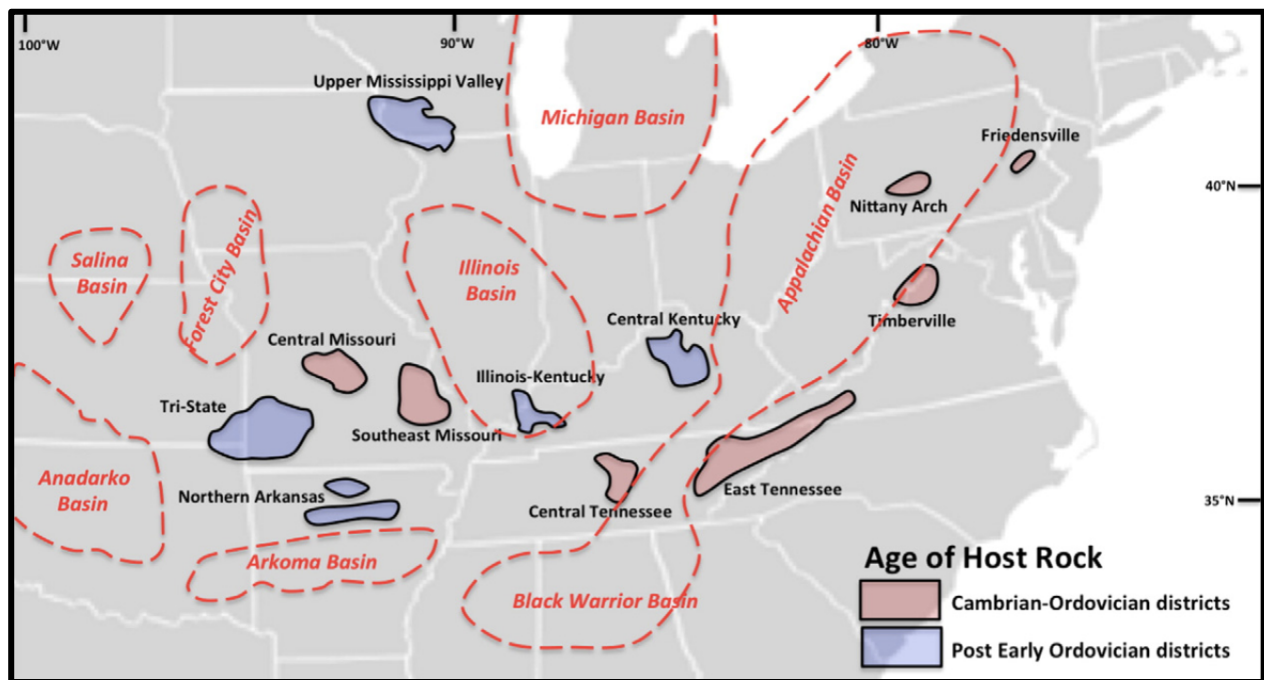 100°W
90°W
80°W
Upper Mississippi Valley
Michigan Basin
Friedensville
40°N
Nittany Arch
Appalachian Basin
Salina
Basin
Forest City Basin
Illinois
Basin
Timberville
Central Kentucky
Central Missouri
Illinois-Kentucky
Tri-State
Southeast Missouri
Anadarko
Basin
Northern Arkansas
East Tennessee
35°N
Central Tennessee
Arkoma Basin
Black Warrior Basin
Age of Host Rock
Cambrian-Ordovician districts
Post Early Ordovician districts